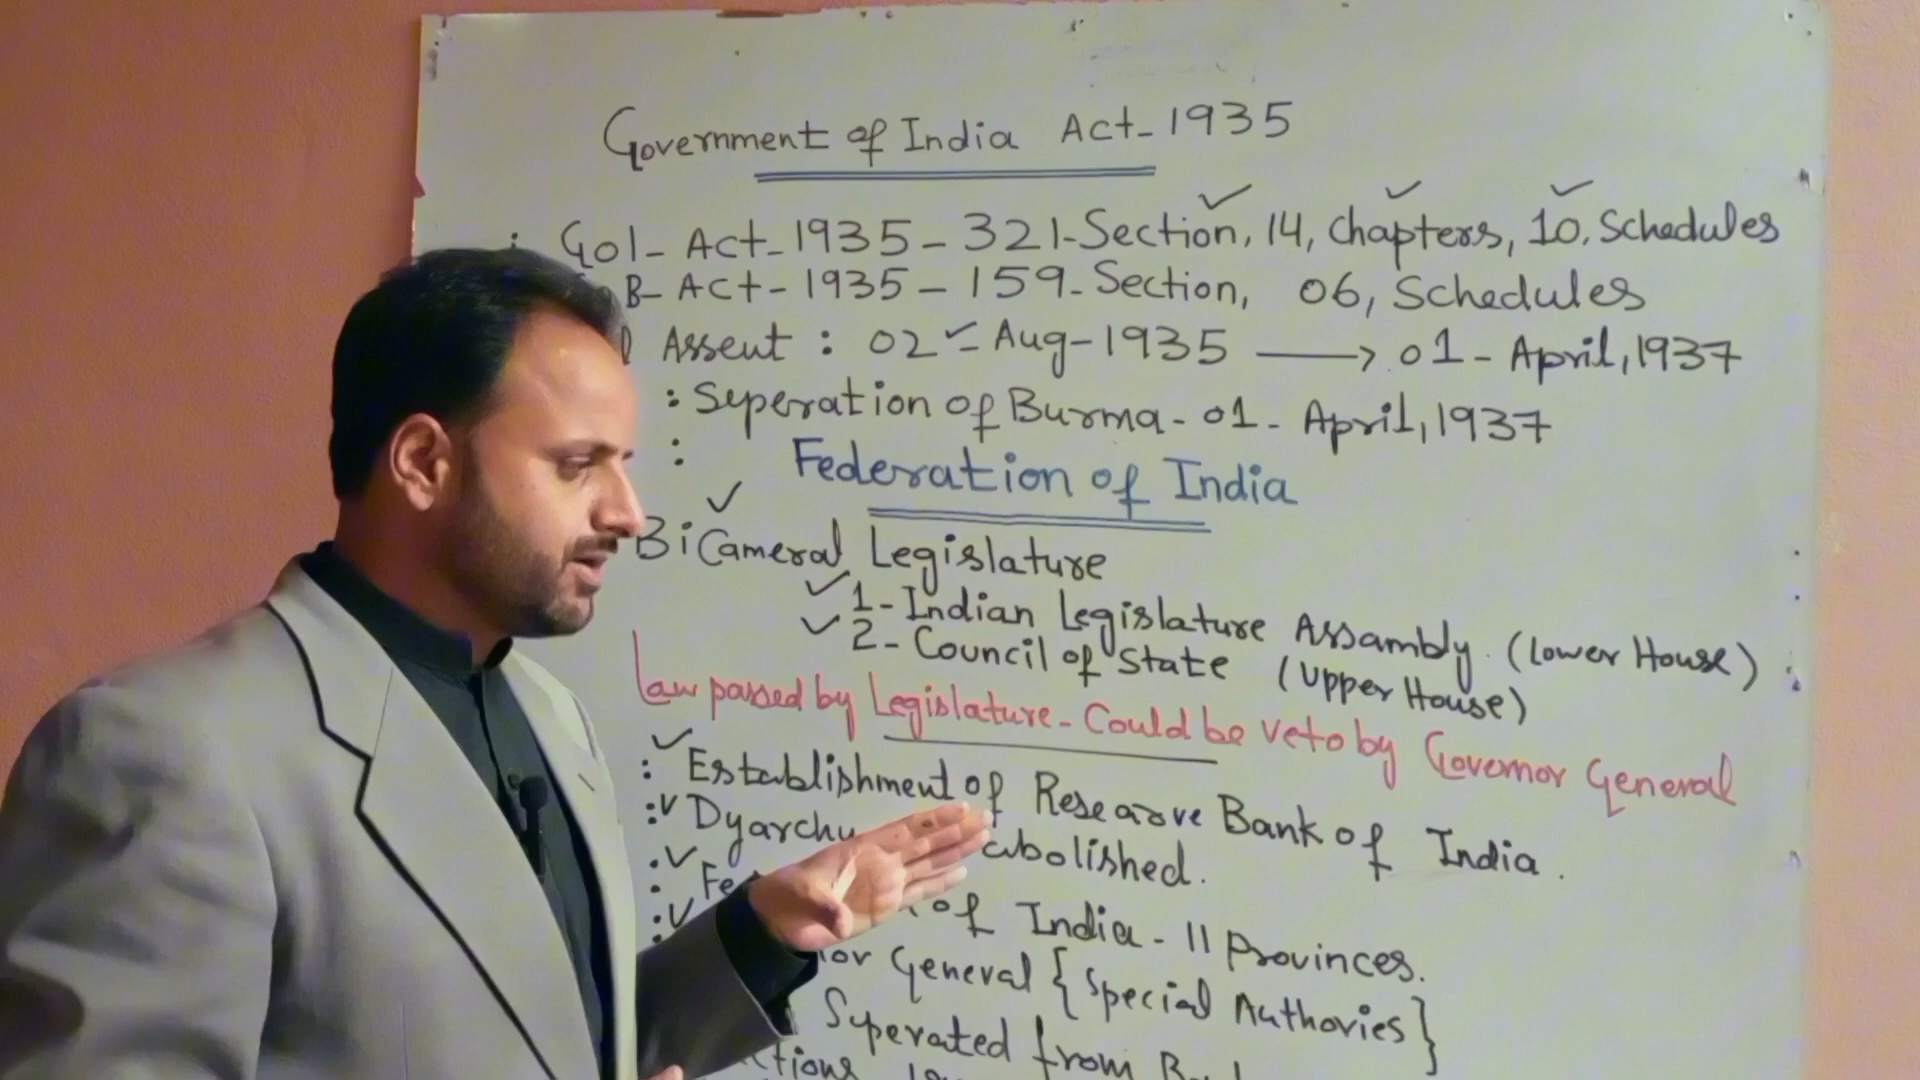 Government of India Act-1935
: GoI- Act-1935 - 321-Section, 14, Chapters, 10, Schedules
B- Act-1935 - 159-Section, 06, Schedules
Assent : 02 - Aug-1935 → 01 - April, 1937
: Seperation of Burma - 01 - April, 1937
: Federation of India
BiCameral Legislature
1- Indian Legislature Assambly. (Lower House)
2- Council of State (Upper House)
Law passed by Legislature - Could be veto by Governor General
: Establishment of Researve Bank of India.
: Dyarchy abolished.
of India - 11 Provinces.
General {Special Authories}
Seperated from